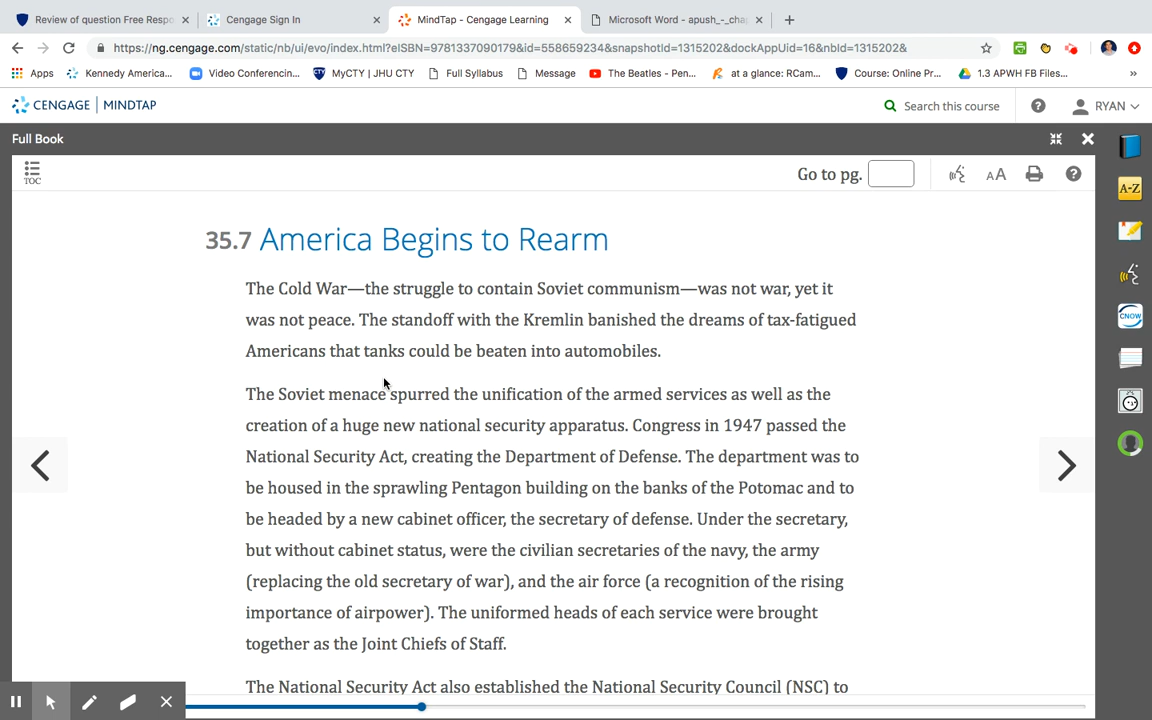 Review of question Free Respo
Cengage Sign In
MindTap - Cengage Learning
Microsoft Word - apush_-_cha
https://ng.cengage.com/static/nb/ui/evo/index.html?eISBN=9781337090179&id=558659234&snapshotId=1315202&dockAppUid=16&nbId=1315202&
Apps
Kennedy America...
Video Conferencin...
CTY MyCTY | JHU CTY
Full Syllabus
Message
The Beatles - Pen...
at a glance: RCam...
Course: Online Pr...
1.3 APWH FB Files...
»
CENGAGE | MINDTAP
Search this course
RYAN
Full Book
TOC
Go to pg.
AA
A-Z
CNOW
35.7 America Begins to Rearm
The Cold War—the struggle to contain Soviet communism—was not war, yet it
was not peace. The standoff with the Kremlin banished the dreams of tax-fatigued
Americans that tanks could be beaten into automobiles.
The Soviet menace spurred the unification of the armed services as well as the
creation of a huge new national security apparatus. Congress in 1947 passed the
National Security Act, creating the Department of Defense. The department was to
be housed in the sprawling Pentagon building on the banks of the Potomac and to
be headed by a new cabinet officer, the secretary of defense. Under the secretary,
but without cabinet status, were the civilian secretaries of the navy, the army
(replacing the old secretary of war), and the air force (a recognition of the rising
importance of airpower). The uniformed heads of each service were brought
together as the Joint Chiefs of Staff.
The National Security Act also established the National Security Council (NSC) to